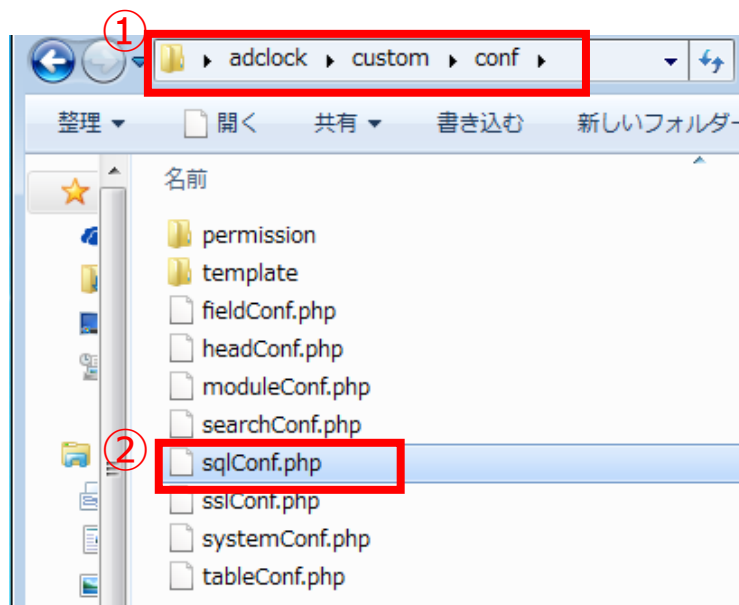 ①
adclock ▸ custom ▸ conf ▸
整理 ▼ 開く 共有 ▼ 書き込む 新しいフォルダー
名前
permission
template
fieldConf.php
headConf.php
moduleConf.php
searchConf.php
②
sqlConf.php
sslConf.php
systemConf.php
tableConf.php